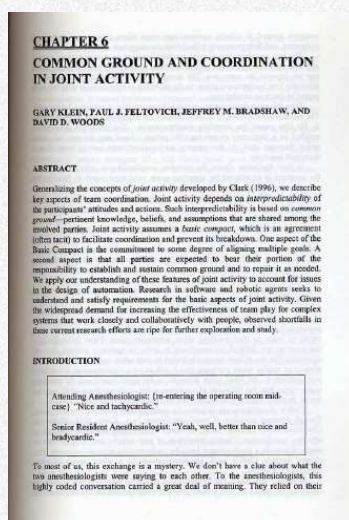 CHAPTER 6
COMMON GROUND AND COORDINATION
IN JOINT ACTIVITY
GARY KLEIN, PAUL J. FELTOVICH, JEFFREY M. BRADSHAW, AND
DAVID D. WOODS
ABSTRACT
Generalizing the concepts of joint activity developed by Clark (1996), we describe
key aspects of team coordination. Joint activity depends on interpredictability of
the participants' attitudes and actions. Such interpredictability is based on common
ground—pertinent knowledge, beliefs, and assumptions that are shared among the
involved parties. Joint activity assumes a basic compact, which is an agreement
(often tacit) to facilitate coordination and prevent its breakdown. One aspect of the
Basic Compact is the commitment to some degree of aligning multiple goals. A
second aspect is that all parties are expected to bear their portion of the
responsibility to establish and sustain common ground and to repair it as needed.
We apply our understanding of these features of joint activity to account for issues
in the design of automation. Research in software and robotic agents seeks to
understand and satisfy requirements for the basic aspects of joint activity. Given
the widespread demand for increasing the effectiveness of team play for complex
systems that work closely and collaboratively with people, observed shortfalls in
these current research efforts are ripe for further exploration and study.
INTRODUCTION
Attending Anesthesiologist: (re-entering the operating room mid-
case) "Nice and tachycardic."
Senior Resident Anesthesiologist: "Yeah, well, better than nice and
bradycardic."
To most of us, this exchange is a mystery. We don't have a clue about what the
two anesthesiologists were saying to each other. To the anesthesiologists, this
highly coded conversation carried a great deal of meaning. They relied on their